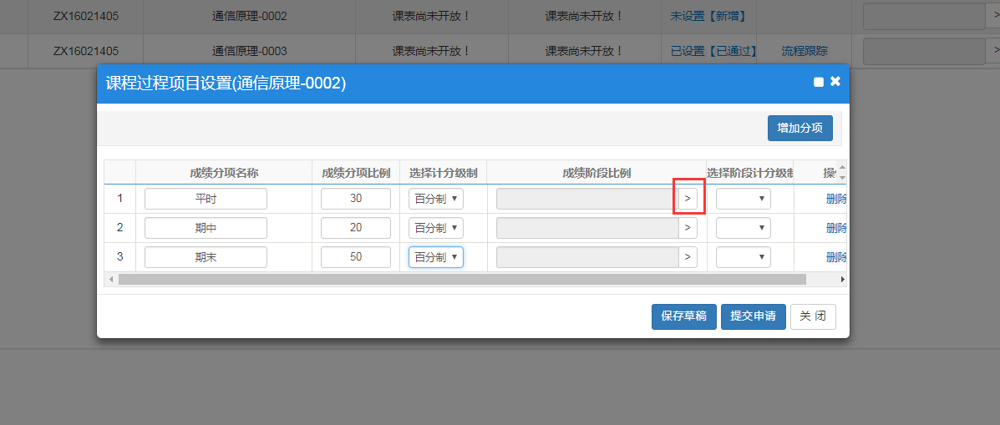 ZX16021405 通信原理-0002 课表尚未开放！ 课表尚未开放！ 未设置【新增】 >
ZX16021405 通信原理-0003 课表尚未开放！ 课表尚未开放！ 已设置【已通过】 流程跟踪 >
课程过程项目设置(通信原理-0002)
增加分项
成绩分项名称 成绩分项比例 选择计分级制 成绩阶段比例 选择阶段计分级制 操
1 平时 30 百分制 > 删除
2 期中 20 百分制 > 删除
3 期末 50 百分制 > 删除
保存草稿 提交申请 关 闭